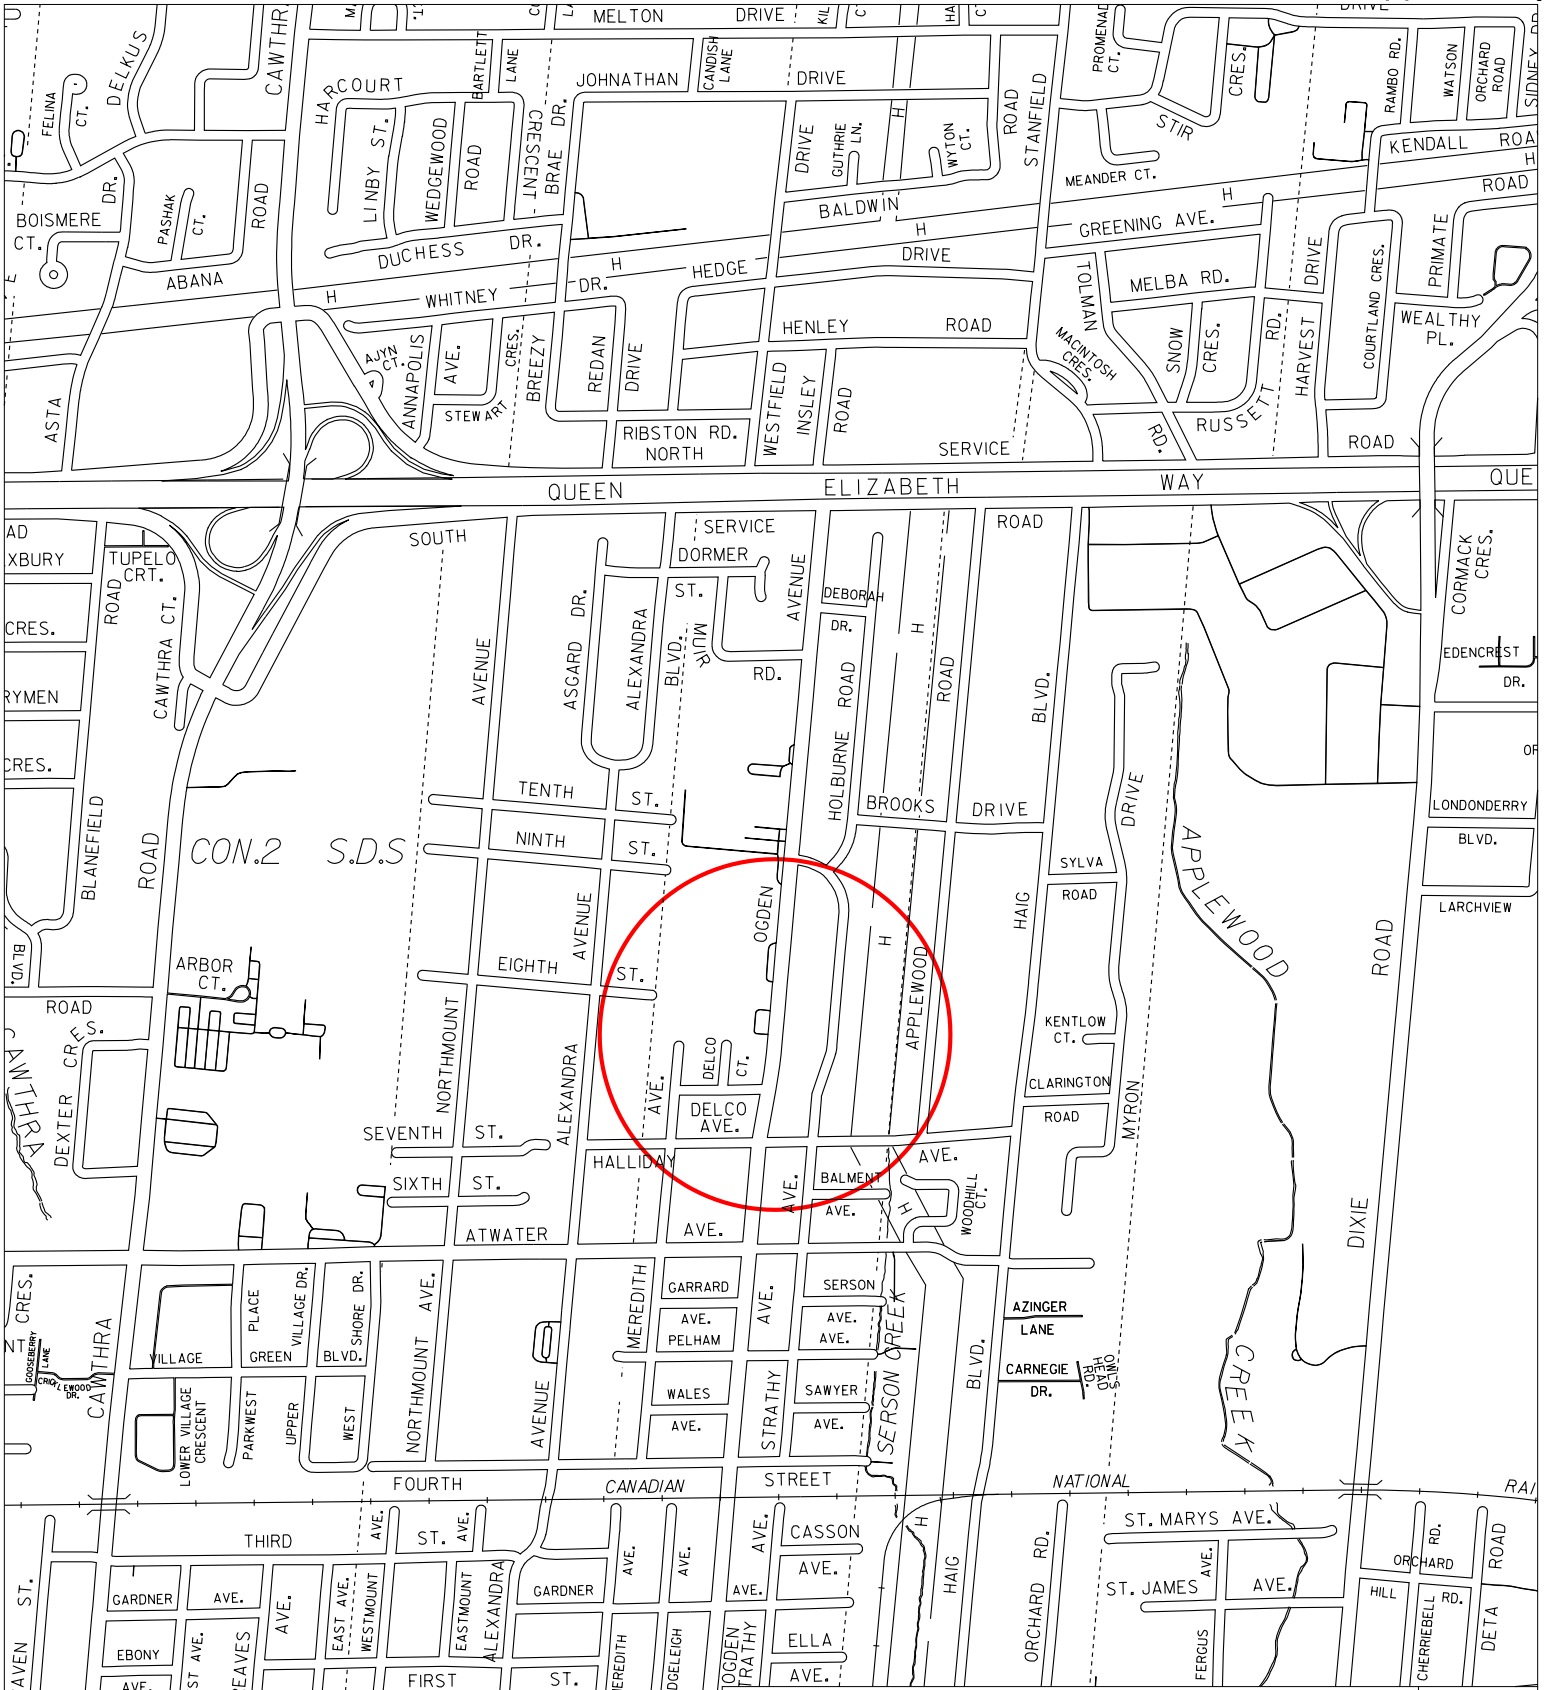 MELTON DRIVE
DRIVE
DELKUS
CAWTHRA
FELINA
CT.
HARCOURT
BARTLETT
LANE
JOHNATHAN
CANDISH
LANE
DRIVE
PROMENADE
CT.
CRES.
RAMBO RD.
WATSON
ORCHARD
ROAD
SIDNEY
LINBY ST.
WEDGEWOOD
ROAD
CRESCENT
BRAE DR.
DRIVE
GUTHRIE
LN.
H
WYTON
CT.
ROAD
STANFIELD
STIR
KENDALL
H
MEANDER CT.
ROAD
BOISMERE
CT.
DR.
PASHAK
CT.
ROAD
ABANA
DUCHESS DR.
BALDWIN
H
H
GREENING AVE.
H
HEDGE
DRIVE
H
WHITNEY
DR.
TOLMAN
MELBA RD.
DRIVE
COURTLAND CRES.
PRIMATE
WEALTHY
PL.
HENLEY ROAD
MACINTOSH
CRES.
SNOW
CRES.
RD.
HARVEST
AJYN
CT.
ANNAPOLIS
AVE.
CRES.
BREEZY
REDAN
DRIVE
STEWART
WESTFIELD
INSLEY
ROAD
RD.
RUSSETT
ASTA
RIBSTON RD.
NORTH
SERVICE
ROAD
QUEEN ELIZABETH WAY
QUE
SOUTH
SERVICE
ROAD
AD
XBURY
TUPELO
CRT.
ROAD
CAWTHRA CT.
DORMER
ST.
AVENUE
DEBORAH
DR.
CORMACK
CRES.
CRES.
AVENUE
ASGARD DR.
ALEXANDRA
BLVD.
MUIR
RD.
H
ROAD
ROAD
BLVD.
EDENCREST
DR.
RYMEN
CRES.
BLANEFIELD
ROAD
CON.2 S.D.S
TENTH ST.
NINTH ST.
HOLBURNE
BROOKS DRIVE
DRIVE
LONDONDERRY
BLVD.
SYLVA
ROAD
APPLEWOOD
LARCHVIEW
AVENUE
OGDEN
HAIG
ROAD
BLVD.
ARBOR
CT.
EIGHTH ST.
H
APPLEWOOD
ROAD
CRES.
DEXTER
NORTHMOUNT
ALEXANDRA
DELCO
CT.
KENTLOW
CT.
AVE.
DELCO
AVE.
CLARINGTON
ROAD
MYRON
SEVENTH ST.
HALLIDAY
AVE.
SIXTH ST.
AVE.
BALMENT
AVE.
H
WOODHILL
CT.
DIXIE
ATWATER
AVE.
CRES.
PLACE
VILLAGE DR.
SHORE DR.
AVE.
MEREDITH
GARRARD
AVE.
AVE.
SERSON
AVE.
SERSON CREEK
AZINGER
LANE
CAWTHRA
GOOSEBERRY
LANE
VILLAGE GREEN BLVD.
PELHAM
AVE.
BLVD.
CARNEGIE
DR.
OWL'S
HEAD
RD.
CREEK
DR.
LOWER VILLAGE
CRESCENT
PARKWEST
UPPER
WEST
NORTHMOUNT
AVENUE
WALES
AVE.
STRATHY
SAWYER
AVE.
FOURTH
STREET
CANADIAN
NATIONAL
RAI
THIRD
ST.
AVE.
AVE.
AVE.
AVE.
AVE.
CASSON
AVE.
H
HAIG
RD.
ST. MARYS AVE.
RD.
ORCHARD
HILL
ROAD
GARDNER
AVE.
AVE.
EAST AVE.
WESTMOUNT
EASTMOUNT
ALEXANDRA
GARDNER
AVE.
ST. JAMES
AVE.
AVE.
RD.
CHERRIEBELL
DETA
ST.
EBONY
AVE.
FIRST
ST.
OGDEN
ELLA
AVE.
ORCHARD
FERGUS